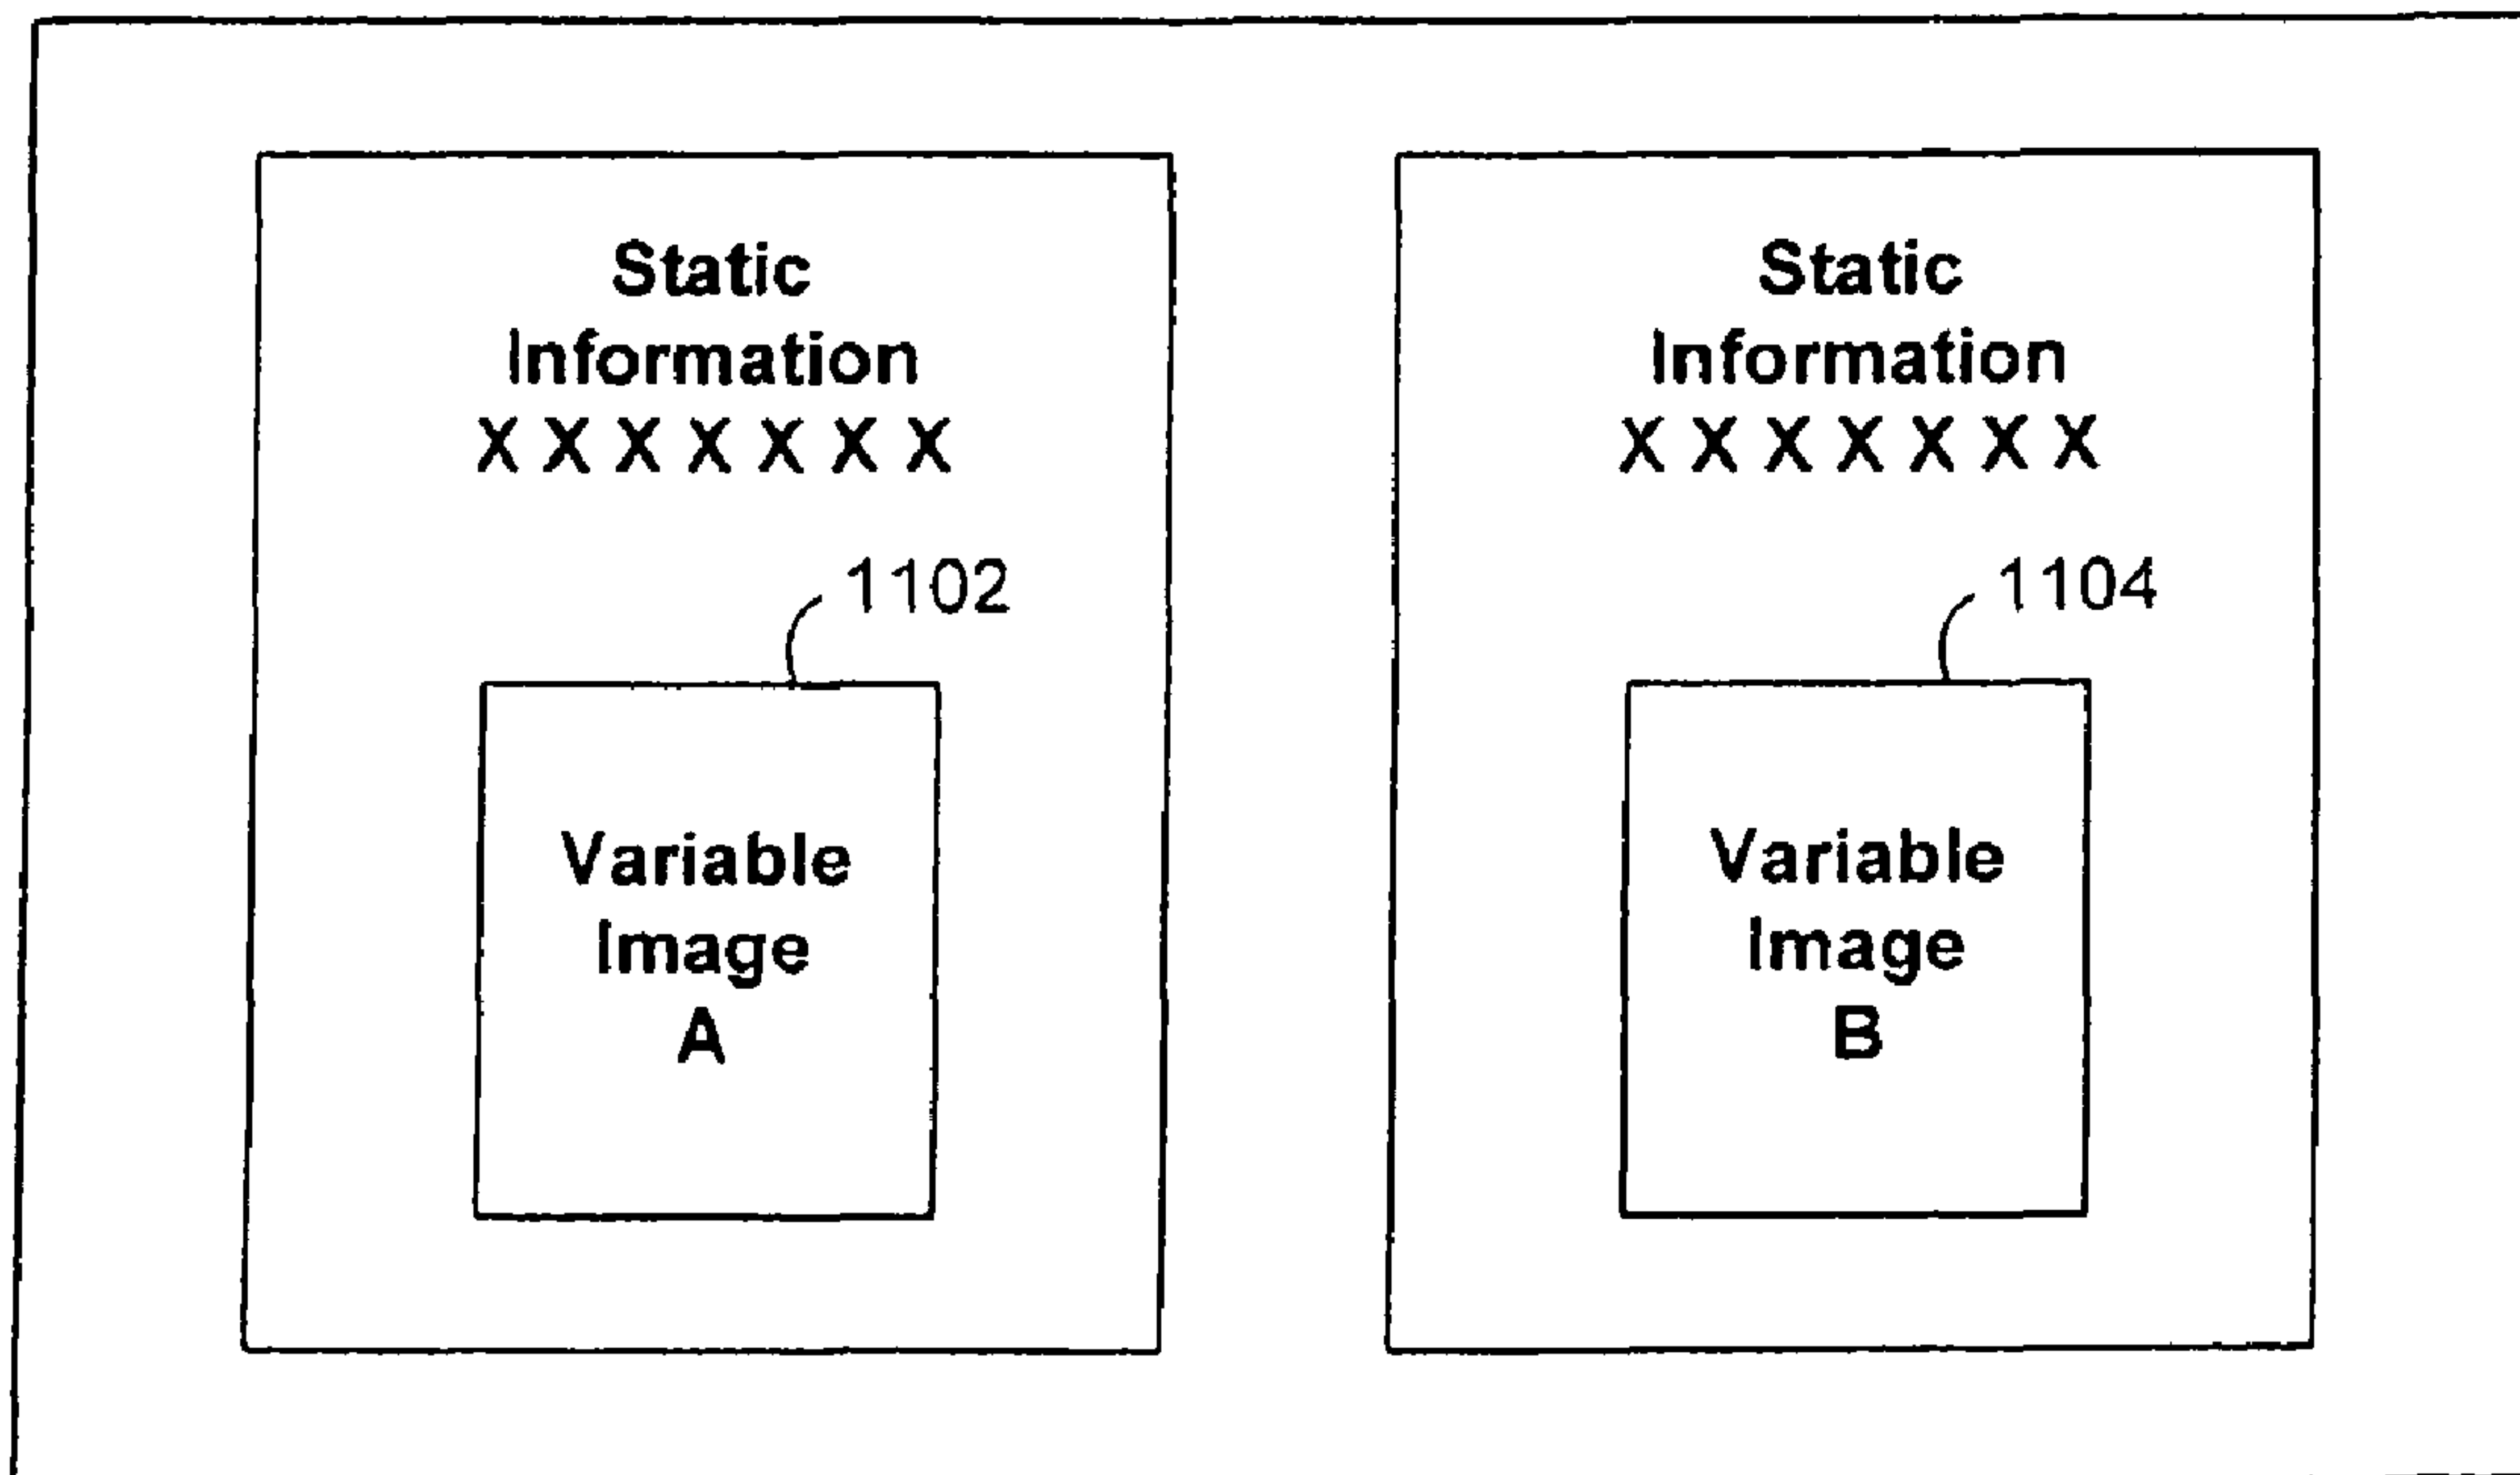 Static
Information
X X X X X X X
1102
Variable
Image
A
Static
Information
X X X X X X X
1104
Variable
Image
B